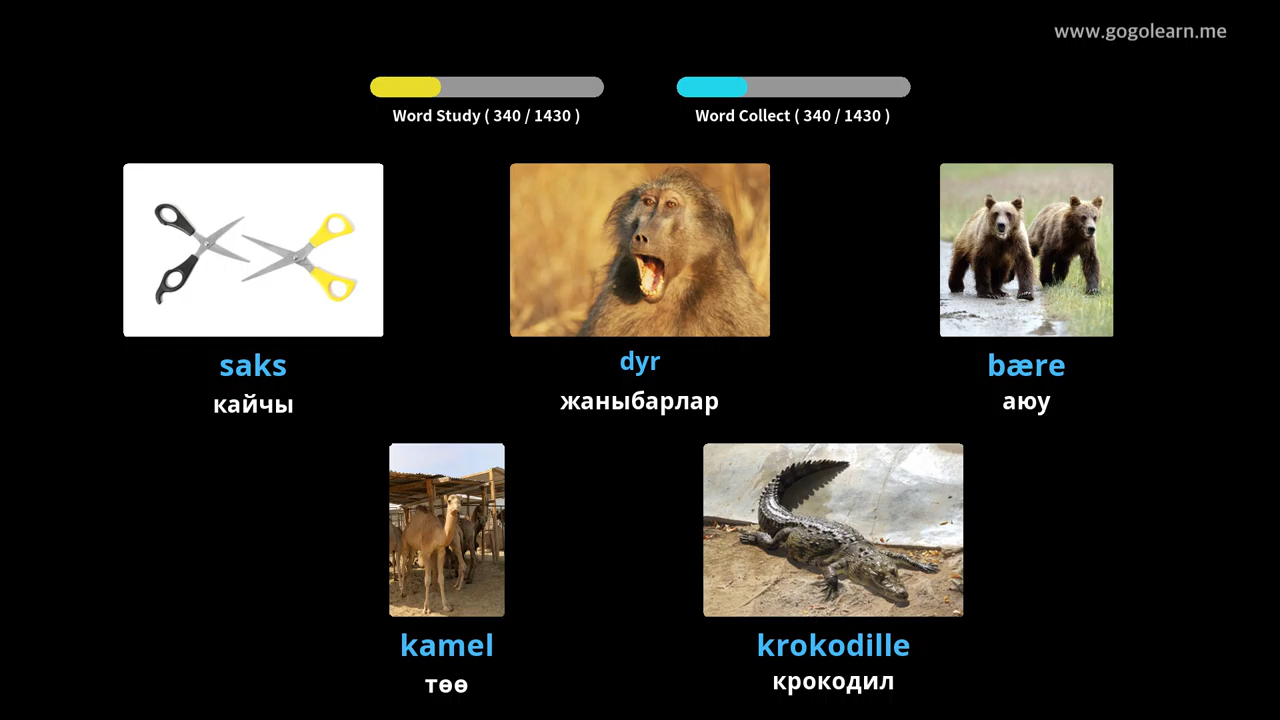 www.gogolearn.me
Word Study ( 340 / 1430 )
Word Collect ( 340 / 1430 )
saks
кайчы
dyr
жаныбарлар
bære
аюу
kamel
төө
krokodille
крокодил